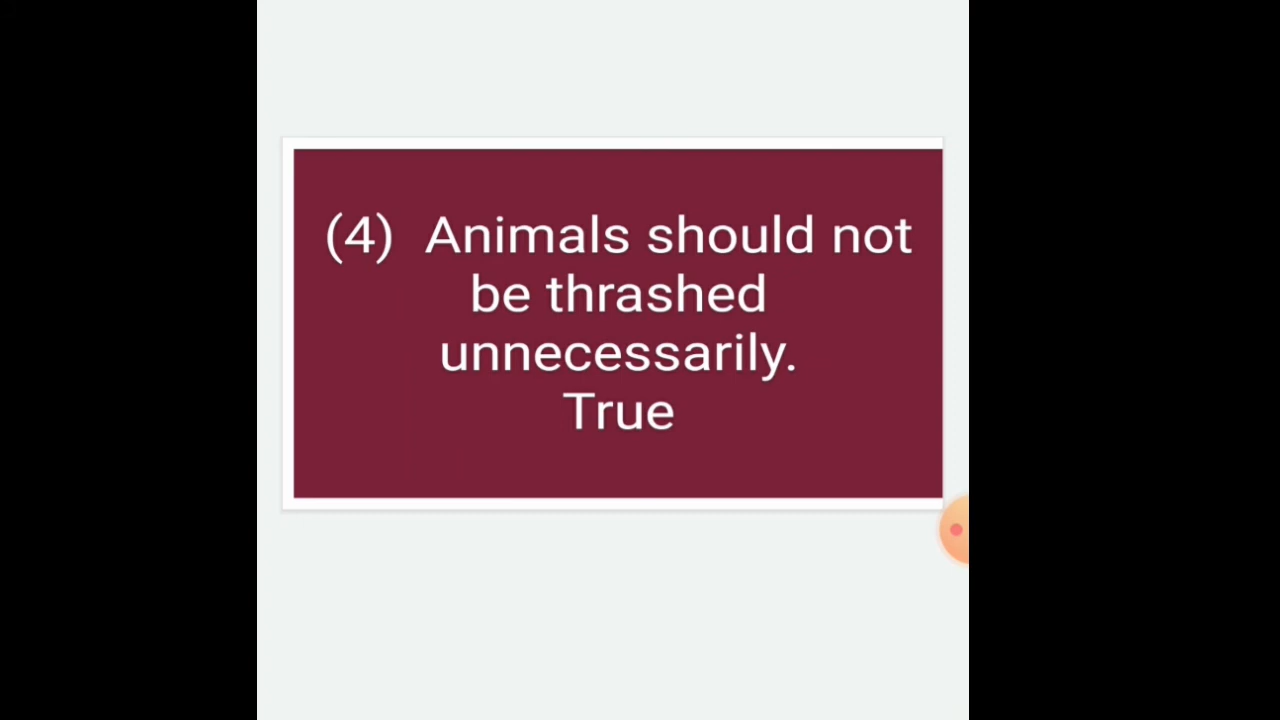 (4) Animals should not
be thrashed
unnecessarily.
True